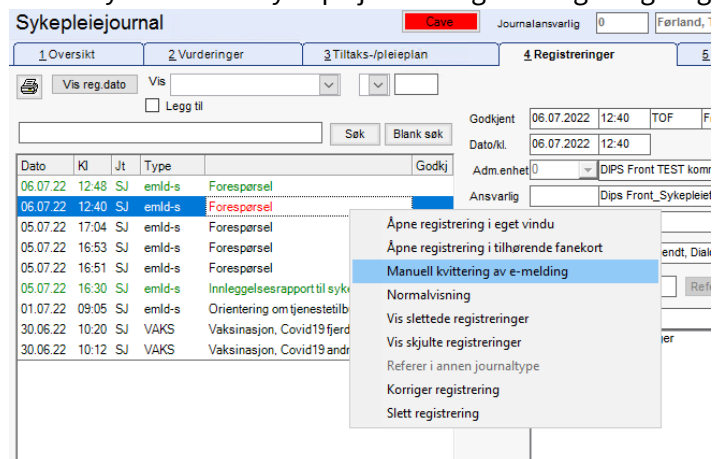 Sykepleiejournal
Cave
Journalansvarlig 0 Førland, T
1 Oversikt 2 Vurderinger 3 Tiltaks-/pleieplan 4 Registreringer 5
Vis reg.dato Vis
Legg til
Søk Blank søk
Godkjent 06.07.2022 12:40 TOF
Dato/kl. 06.07.2022 12:40
Adm.enhet 0 DIPS Front TEST komm
Ansvarlig Dips Front_Sykepleief
Dato Kl Jt Type Godkj
06.07.22 12:48 SJ emld-s Forespørsel
06.07.22 12:40 SJ emld-s Forespørsel
05.07.22 17:04 SJ emld-s Forespørsel
05.07.22 16:53 SJ emld-s Forespørsel
05.07.22 16:51 SJ emld-s Forespørsel
05.07.22 16:30 SJ emld-s Innleggelsesrapport til syke
01.07.22 09:05 SJ emld-s Orientering om tjenestetilb
30.06.22 10:20 SJ VAKS Vaksinasjon, Covid19 fjerd
30.06.22 10:12 SJ VAKS Vaksinasjon, Covid19 andr
Åpne registrering i eget vindu
Åpne registrering i tilhørende fanekort
Manuell kvittering av e-melding
Normalvisning
Vis slettede registreringer
Vis skjulte registreringer
Referer i annen journaltype
Korriger registrering
Slett registrering
endt, Dial
Refe
ger